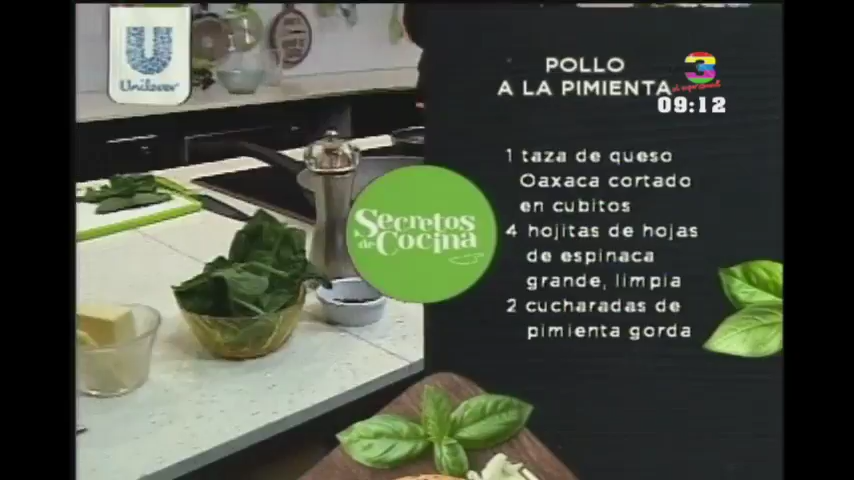 Unilever
POLLO
A LA PIMIENTA
3
09:12
1 taza de queso
Oaxaca cortado
en cubitos
4 hojitas de hojas
de espinaca
grande, limpia
2 cucharadas de
pimienta gorda
Secretos
de Cocina